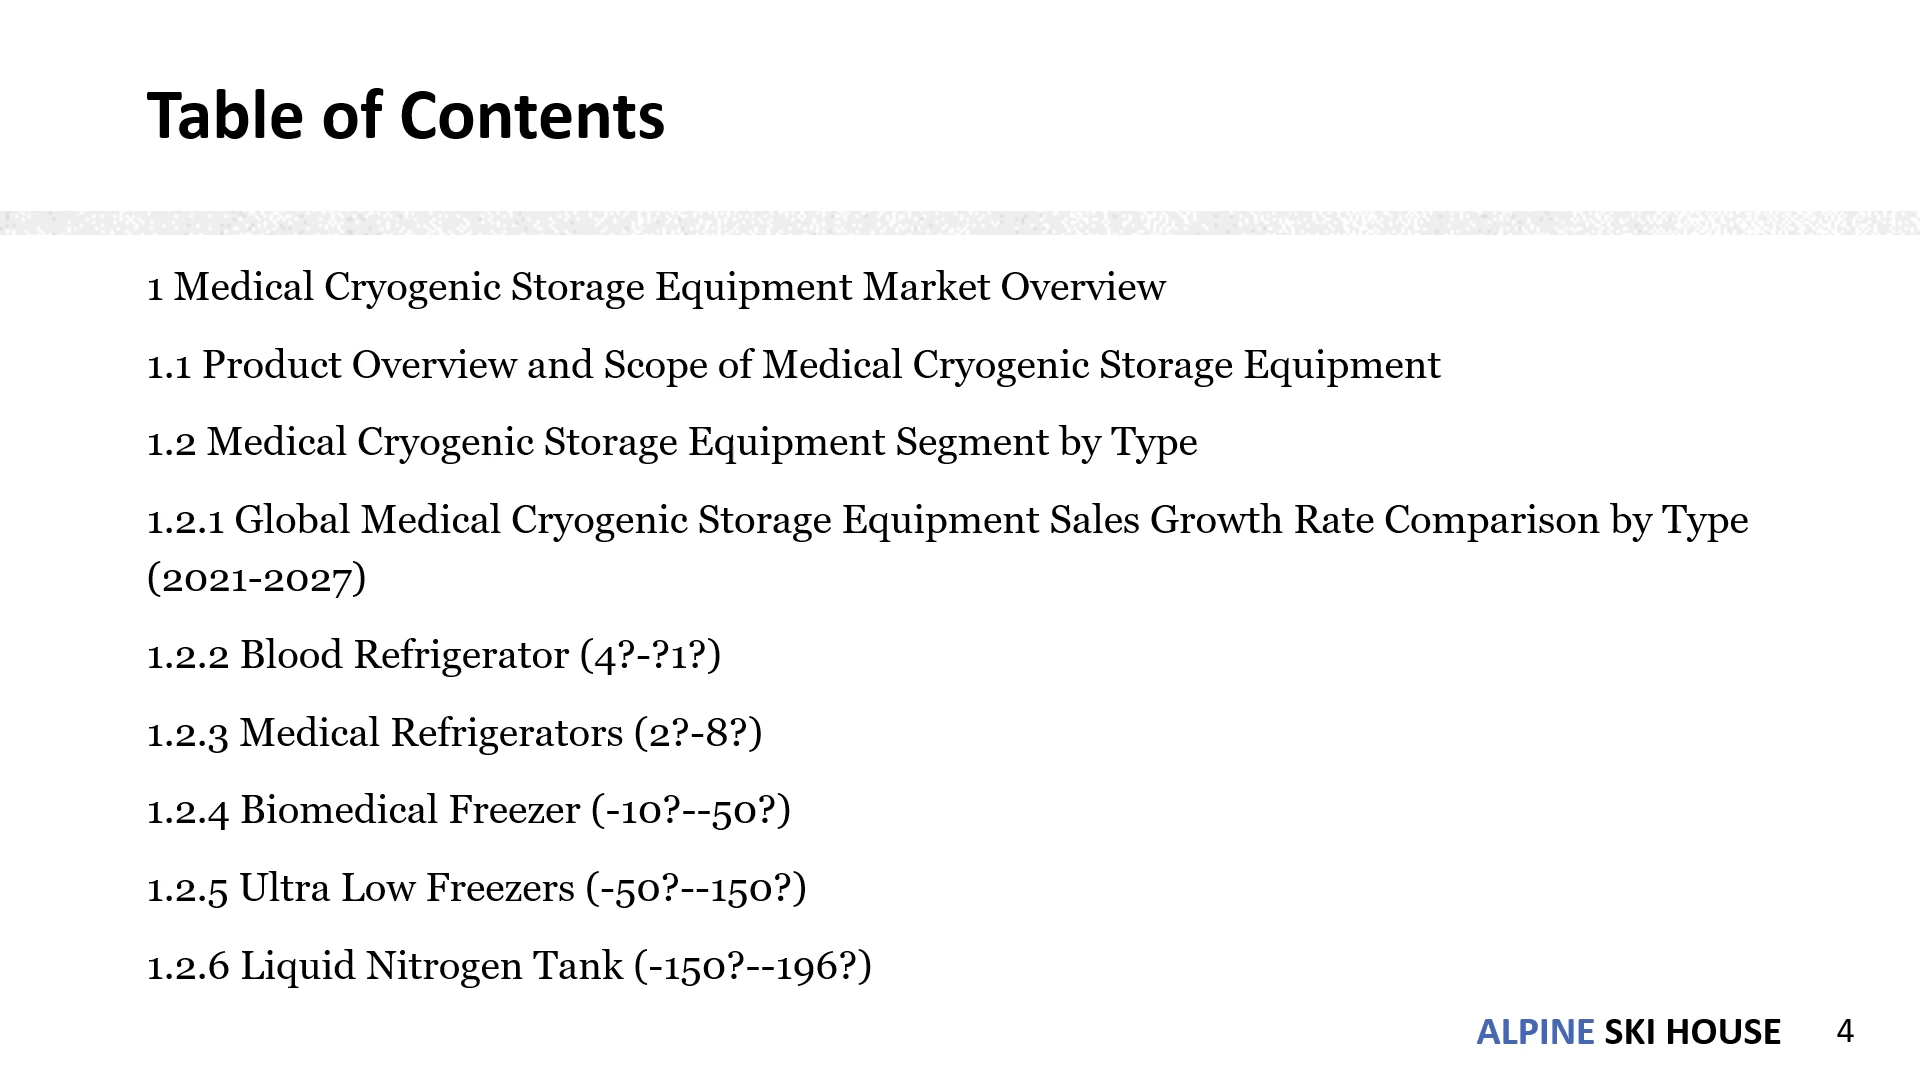 Table of Contents
1 Medical Cryogenic Storage Equipment Market Overview
1.1 Product Overview and Scope of Medical Cryogenic Storage Equipment
1.2 Medical Cryogenic Storage Equipment Segment by Type
1.2.1 Global Medical Cryogenic Storage Equipment Sales Growth Rate Comparison by Type
(2021-2027)
1.2.2 Blood Refrigerator (4?-?1?)
1.2.3 Medical Refrigerators (2?-8?)
1.2.4 Biomedical Freezer (-10?--50?)
1.2.5 Ultra Low Freezers (-50?--150?)
1.2.6 Liquid Nitrogen Tank (-150?--196?)
ALPINE SKI HOUSE 4